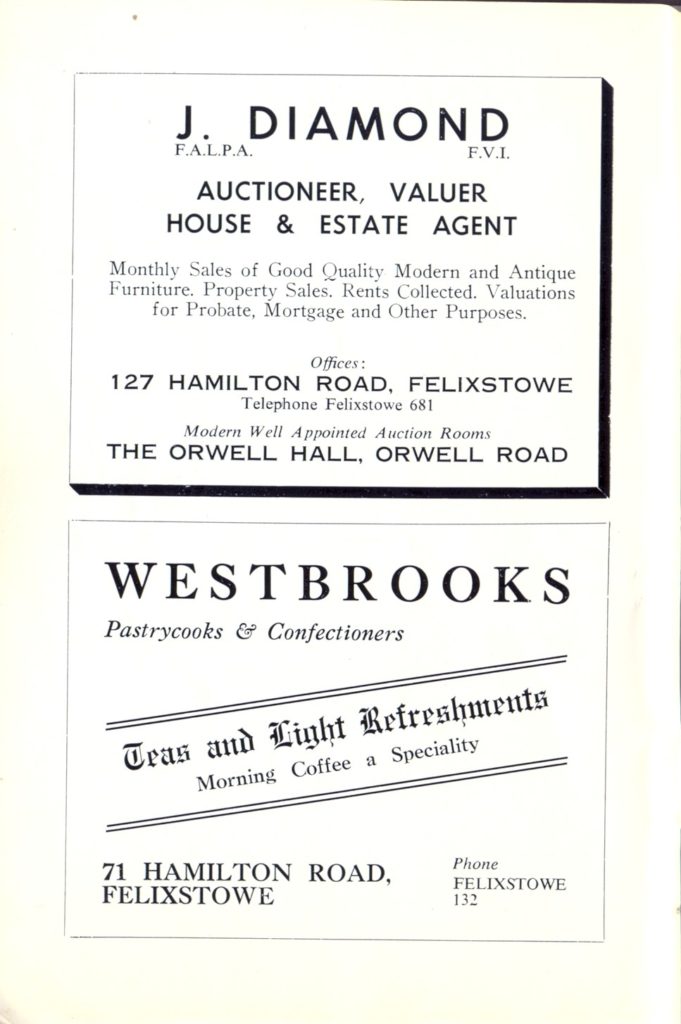 J. DIAMOND
F.A.L.P.A. F.V.I.
AUCTIONEER, VALUER
HOUSE & ESTATE AGENT
Monthly Sales of Good Quality Modern and Antique
Furniture. Property Sales. Rents Collected. Valuations
for Probate, Mortgage and Other Purposes.
Offices:
127 HAMILTON ROAD, FELIXSTOWE
Telephone Felixstowe 681
Modern Well Appointed Auction Rooms
THE ORWELL HALL, ORWELL ROAD
WESTBROOKS
Pastrycooks & Confectioners
Teas and Light Refreshments
Morning Coffee a Speciality
71 HAMILTON ROAD,
FELIXSTOWE
Phone
FELIXSTOWE
132